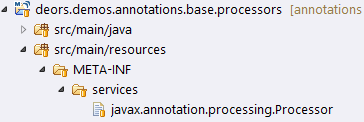 deors.demos.annotations.base.processors [annotations
src/main/java
src/main/resources
META-INF
services
javax.annotation.processing.Processor